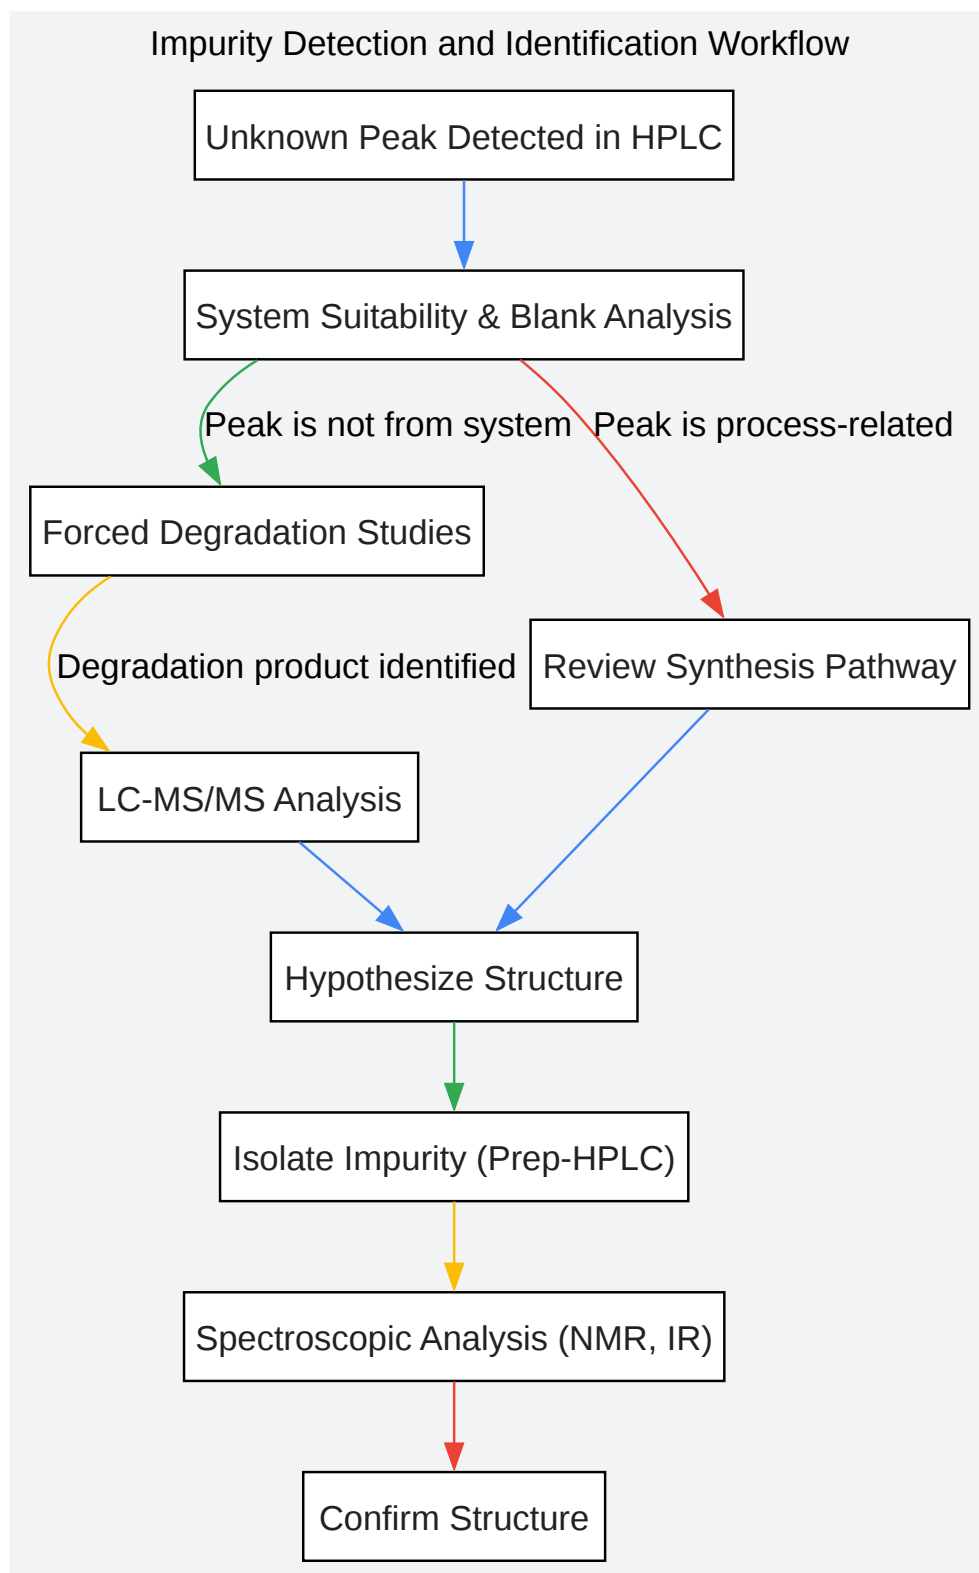 Impurity Detection and Identification Workflow
Unknown Peak Detected in HPLC
System Suitability & Blank Analysis
Peak is not from system
Peak is process-related
Forced Degradation Studies
Degradation product identified
Review Synthesis Pathway
LC-MS/MS Analysis
Hypothesize Structure
Isolate Impurity (Prep-HPLC)
Spectroscopic Analysis (NMR, IR)
Confirm Structure